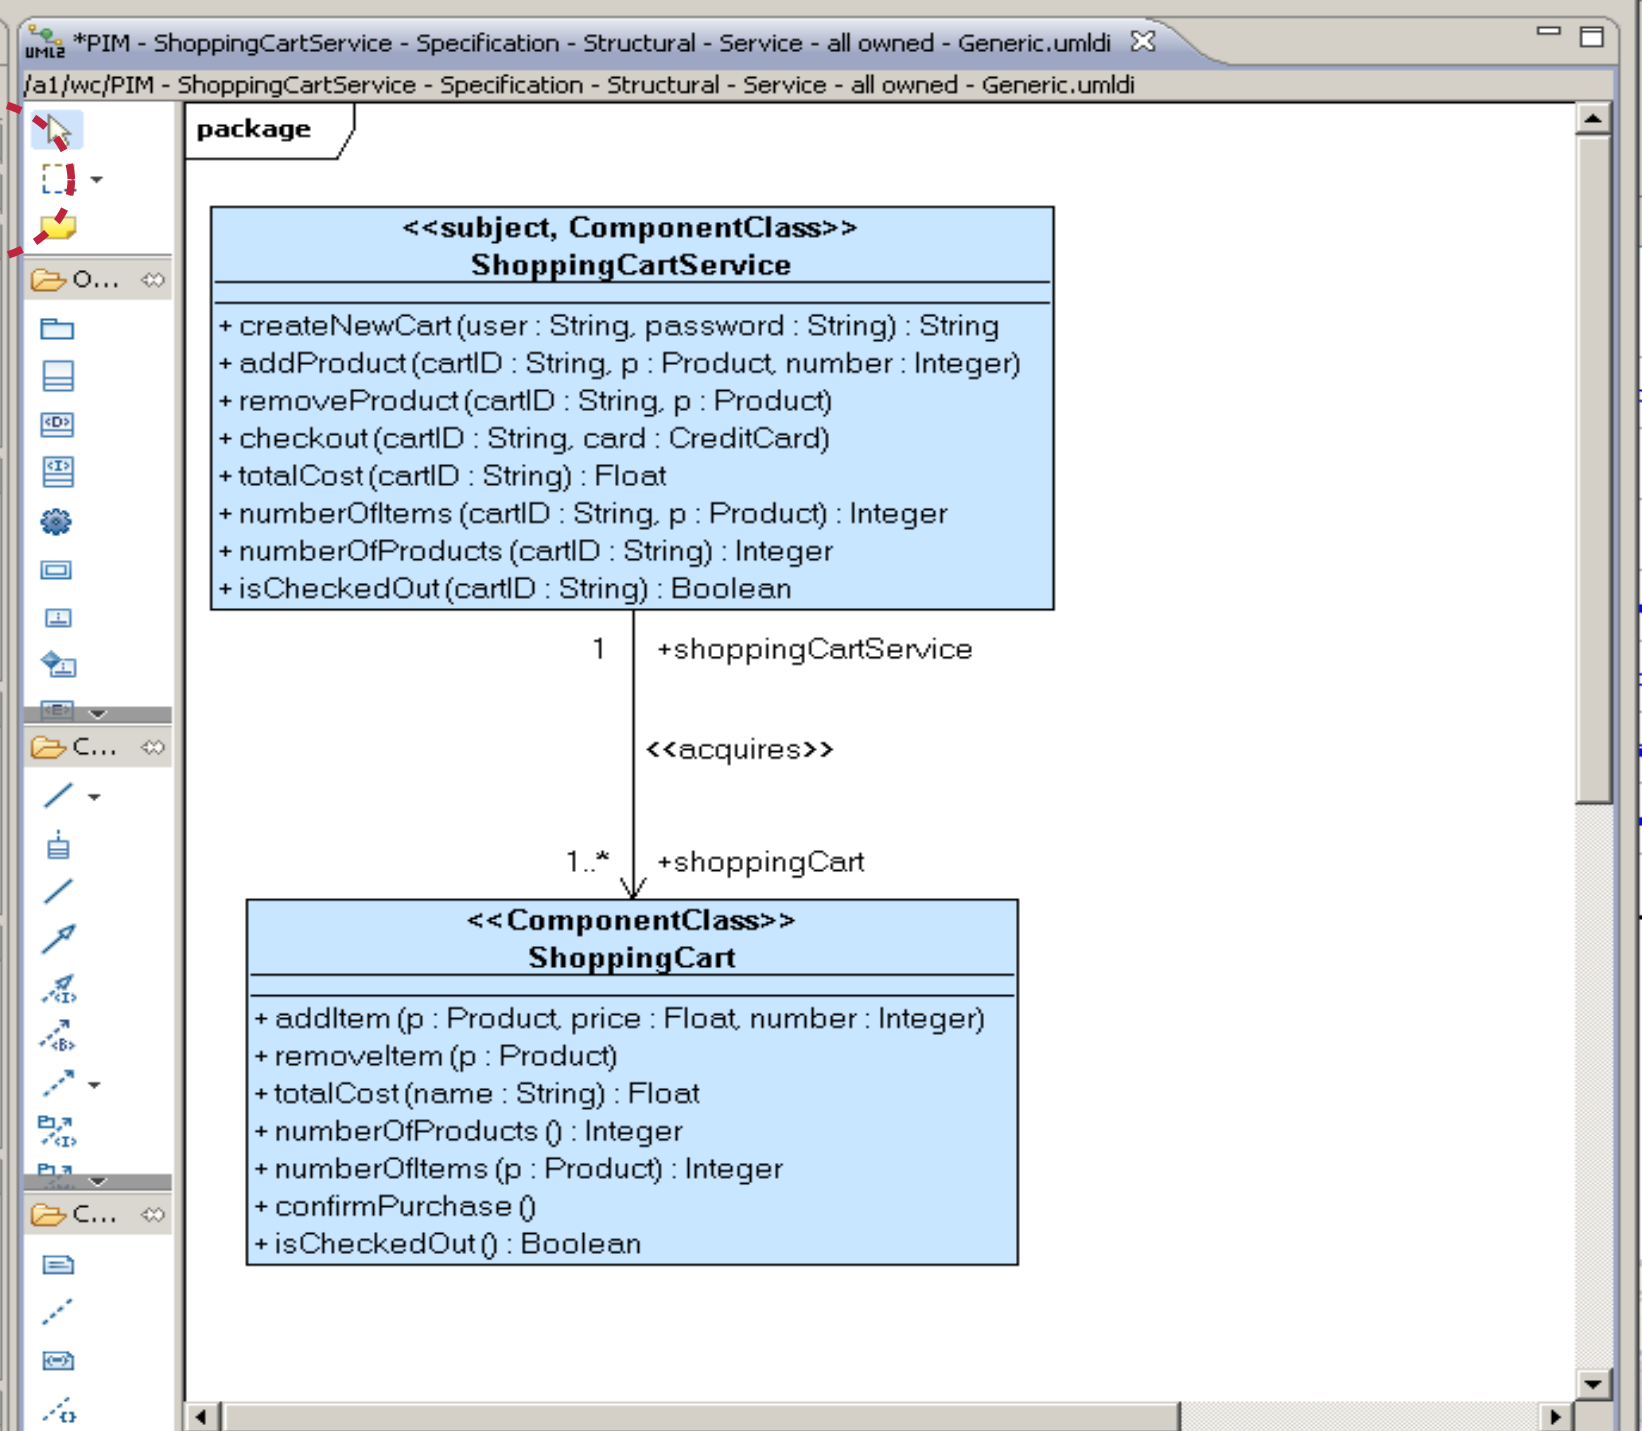 UML2 *PIM - ShoppingCartService - Specification - Structural - Service - all owned - Generic.umldi
/a1/wc/PIM - ShoppingCartService - Specification - Structural - Service - all owned - Generic.umldi
package
<<subject, ComponentClass>>
ShoppingCartService
+ createNewCart(user : String, password : String) : String
+ addProduct(cartID : String, p : Product, number : Integer)
+ removeProduct(cartID : String, p : Product)
+ checkout(cartID : String, card : CreditCard)
+ totalCost(cartID : String) : Float
+ numberOfItems (cartID : String, p : Product) : Integer
+ numberOfProducts (cartID : String) : Integer
+ isCheckedOut(cartID : String) : Boolean
1 +shoppingCartService
<<acquires>>
1..* +shoppingCart
<<ComponentClass>>
ShoppingCart
+ addItem (p : Product, price : Float, number : Integer)
+ removeItem (p : Product)
+ totalCost(name : String) : Float
+ numberOfProducts () : Integer
+ numberOfItems (p : Product) : Integer
+ confirmPurchase ()
+ isCheckedOut() : Boolean
O...
<D>
<I>
<E>
C...
<I>
<B>
<I>
C...